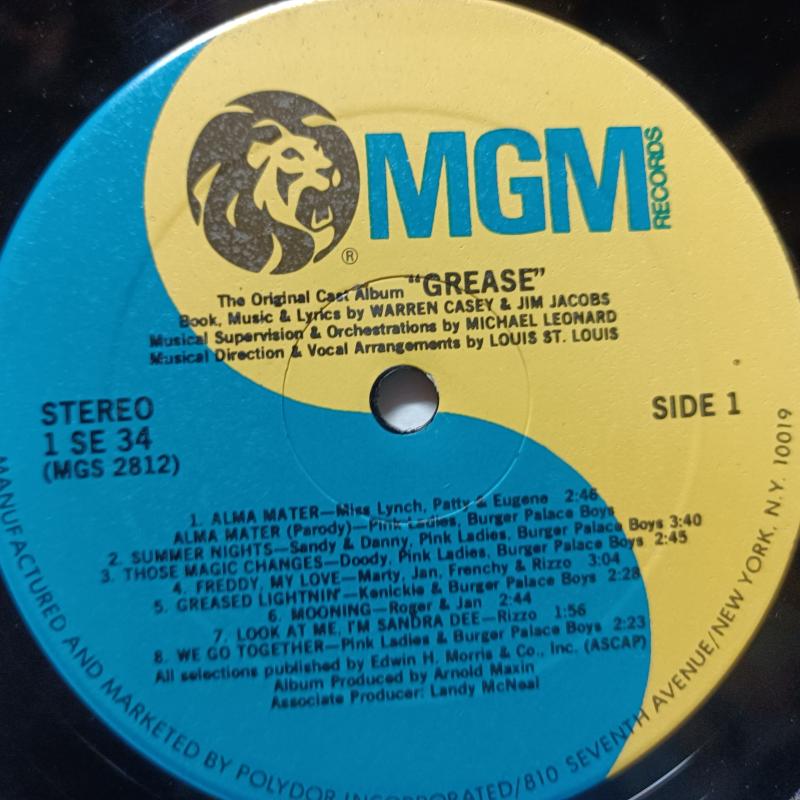 MGM
RECORDS
®
The Original Cast Album "GREASE"
Book, Music & Lyrics by WARREN CASEY & JIM JACOBS
Musical Supervision & Orchestrations by MICHAEL LEONARD
Musical Direction & Vocal Arrangements by LOUIS ST. LOUIS
STEREO
1 SE 34
(MGS 2812)
SIDE 1
1. ALMA MATER—Miss Lynch, Patty & Eugene 2:46
ALMA MATER (Parody)—Pink Ladies, Burger Palace Boys
2. SUMMER NIGHTS—Sandy & Danny, Pink Ladies, Burger Palace Boys 3:40
3. THOSE MAGIC CHANGES—Doody, Pink Ladies, Burger Palace Boys 2:45
4. FREDDY, MY LOVE—Marty, Jan, Frenchy & Rizzo 3:04
5. GREASED LIGHTNIN'—Kenickie & Burger Palace Boys 2:28
6. MOONING—Roger & Jan 2:44
7. LOOK AT ME, I'M SANDRA DEE—Rizzo 1:56
8. WE GO TOGETHER—Pink Ladies & Burger Palace Boys 2:23
All selections published by Edwin H. Morris & Co., Inc. (ASCAP)
Album Produced by Arnold Maxin
Associate Producer: Landy McNeal
MANUFACTURED AND MARKETED BY POLYDOR INCORPORATED/810 SEVENTH AVENUE/NEW YORK, N.Y. 10019